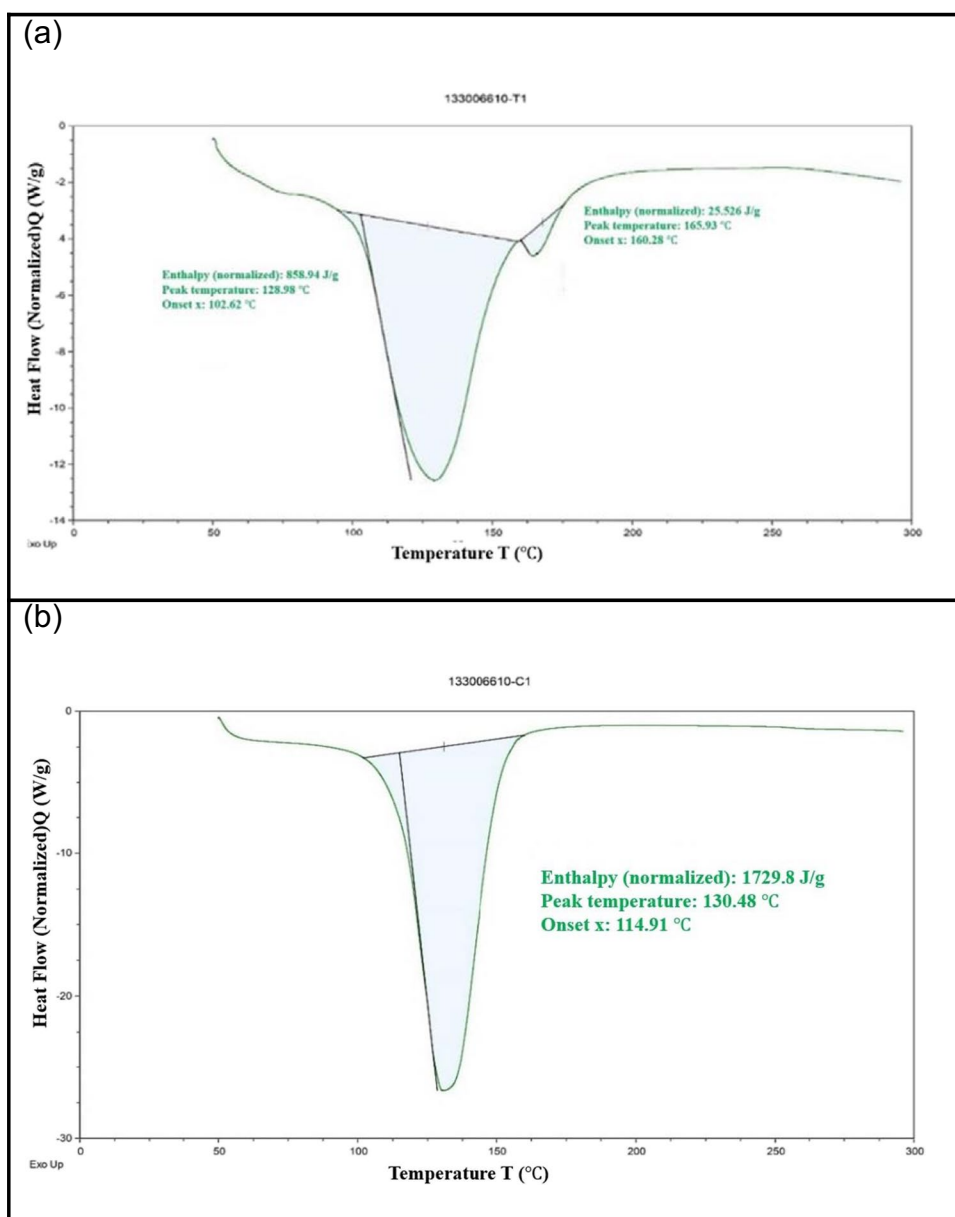 (a)
133006610-T1
Heat Flow (Normalized)Q (W/g)
0
-2
-4
-6
-8
-10
-12
-14
Enthalpy (normalized): 25.526 J/g
Peak temperature: 165.93 °C
Onset x: 160.28 °C
Enthalpy (normalized): 858.94 J/g
Peak temperature: 128.98 °C
Onset x: 102.62 °C
0 50 100 150 200 250 300
Exo Up
Temperature T (°C)
(b)
133006610-C1
Heat Flow (Normalized)Q (W/g)
0
-10
-20
-30
Enthalpy (normalized): 1729.8 J/g
Peak temperature: 130.48 °C
Onset x: 114.91 °C
0 50 100 150 200 250 300
Exo Up
Temperature T (°C)